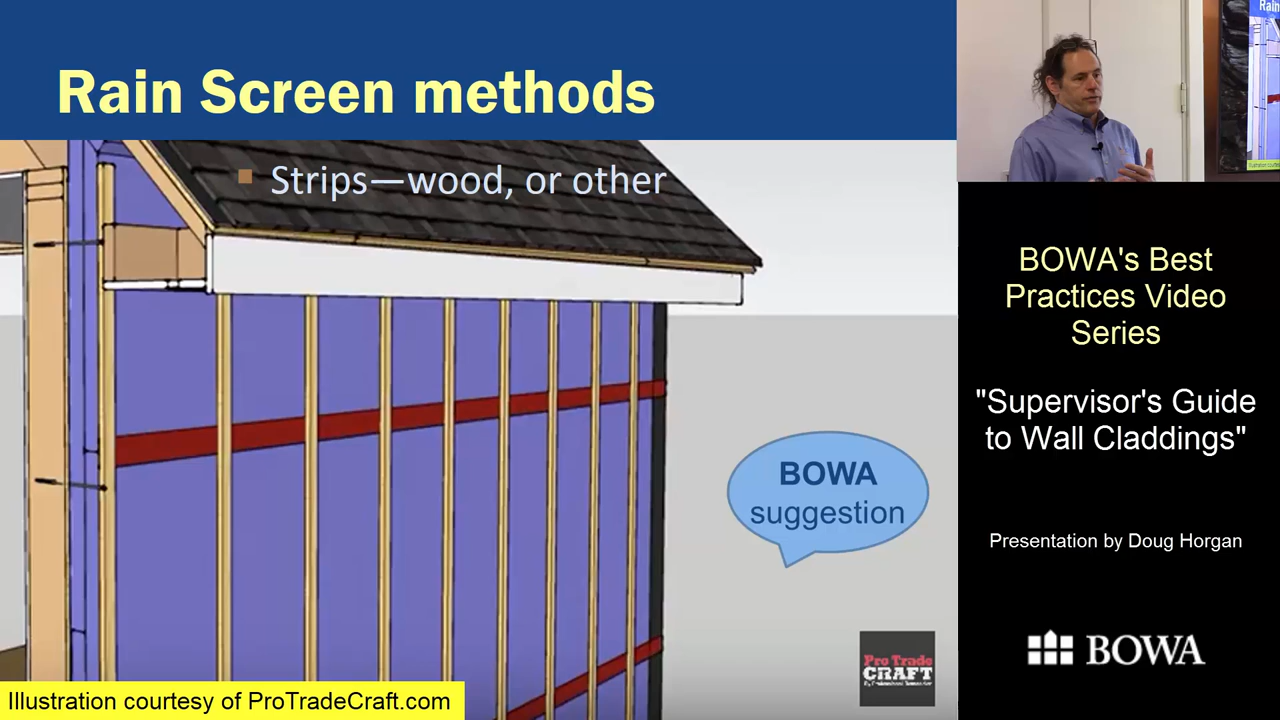 Rain Screen methods
Strips—wood, or other
BOWA
suggestion
Pro Trade
CRAFT
Illustration courtesy of ProTradeCraft.com
Rain
BOWA's Best
Practices Video
Series
"Supervisor's Guide
to Wall Claddings"
Presentation by Doug Horgan
BOWA